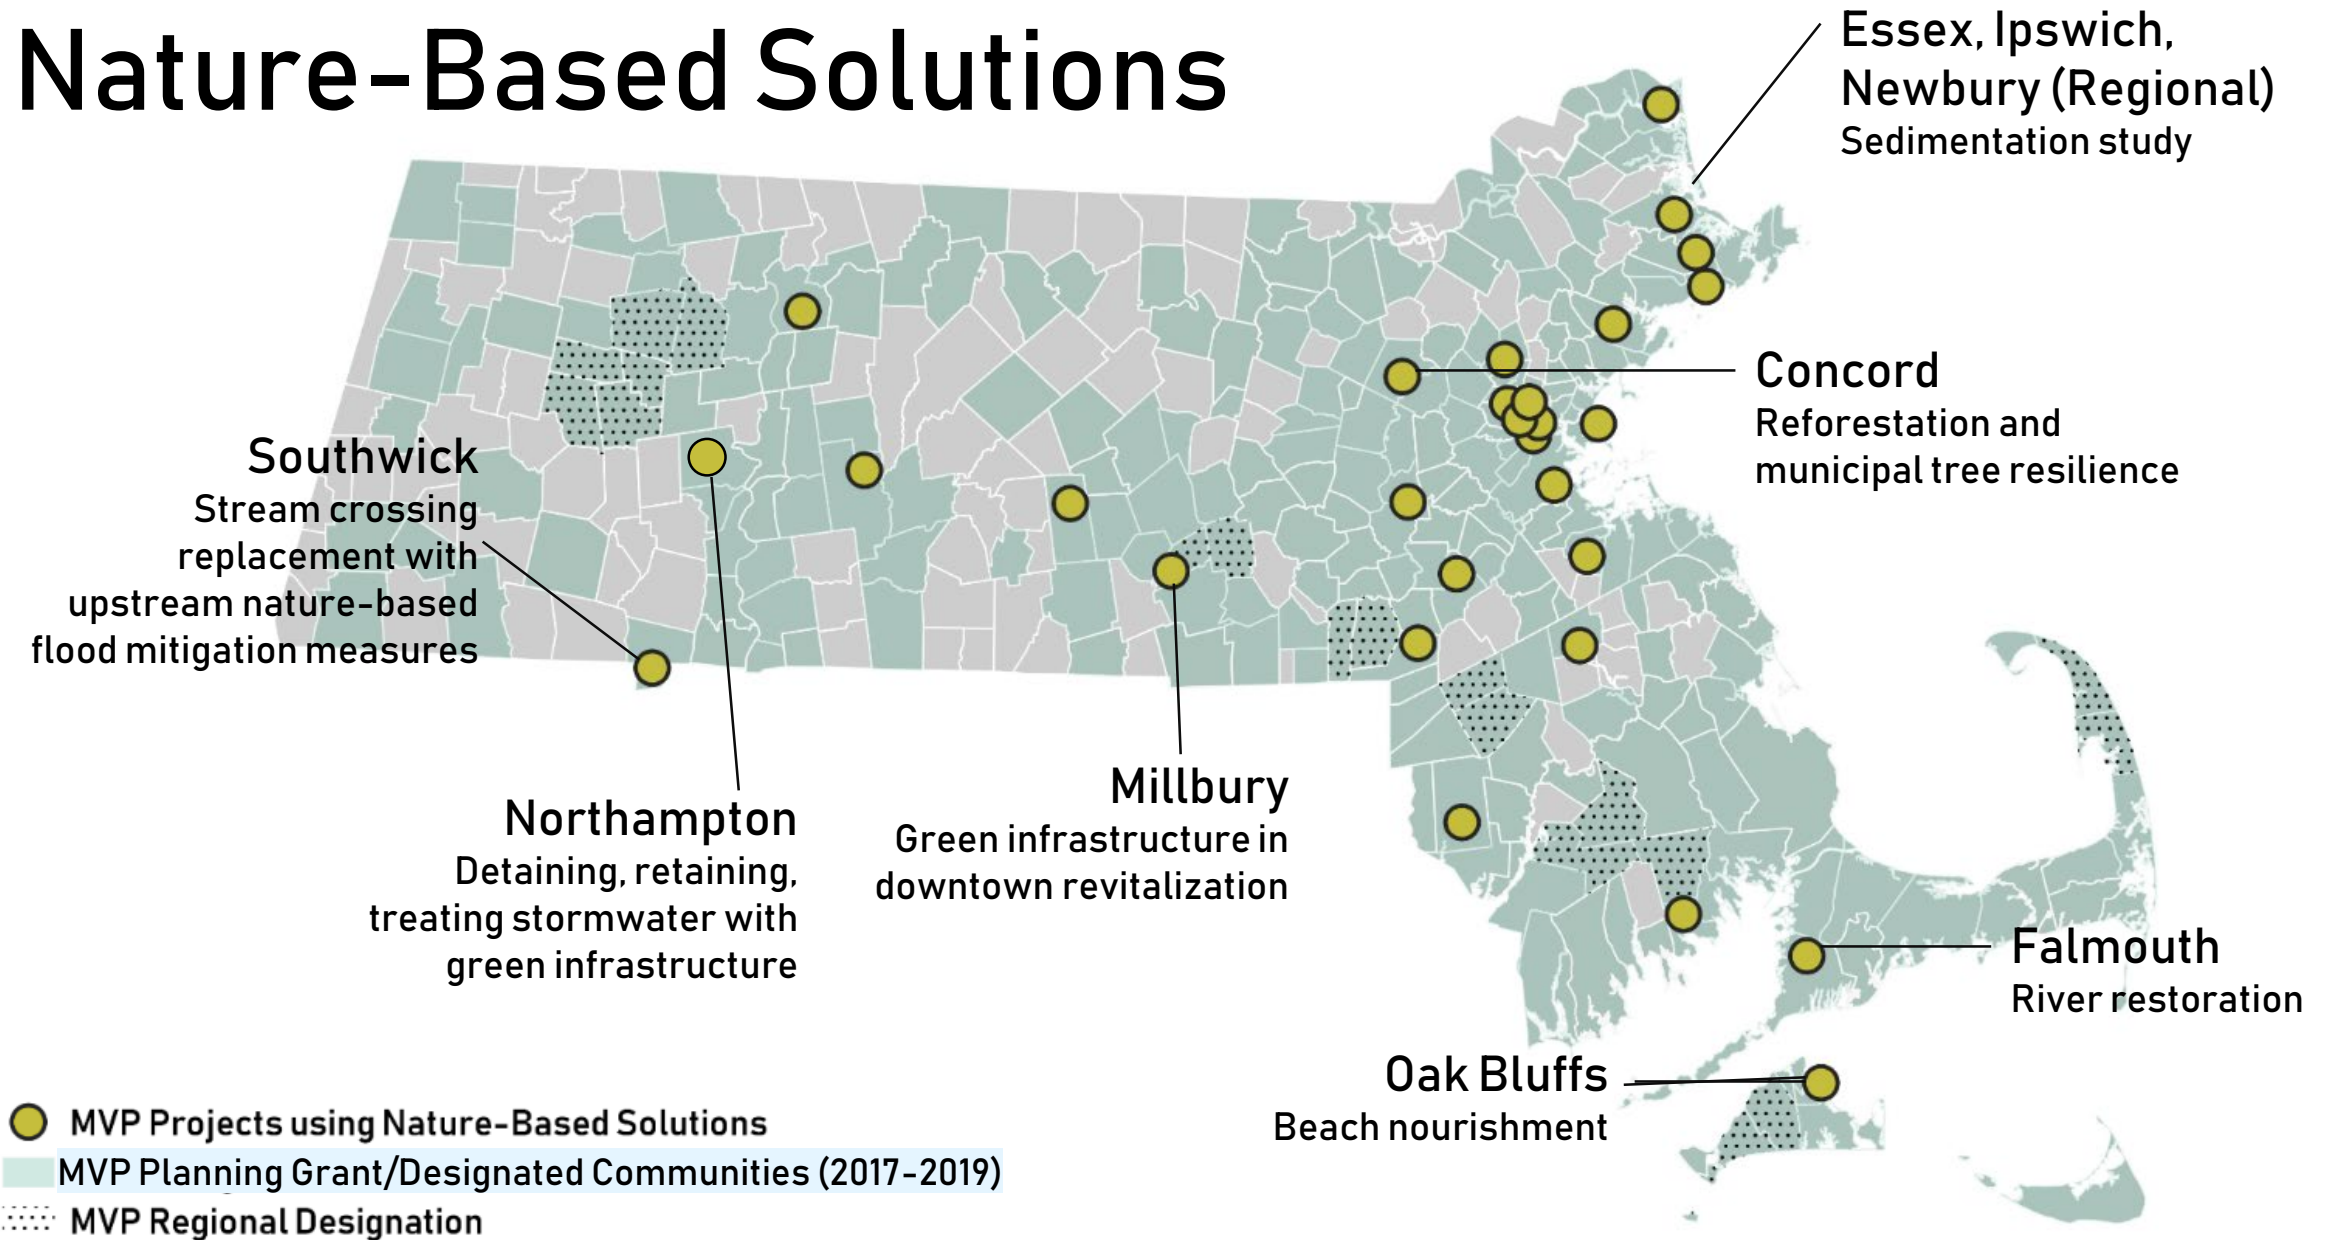 Nature-Based Solutions
Essex, Ipswich,
Newbury (Regional)
Sedimentation study
Concord
Reforestation and
municipal tree resilience
Southwick
Stream crossing
replacement with
upstream nature-based
flood mitigation measures
Northampton
Detaining, retaining,
treating stormwater with
green infrastructure
Millbury
Green infrastructure in
downtown revitalization
Falmouth
River restoration
Oak Bluffs
Beach nourishment
MVP Projects using Nature-Based Solutions
MVP Planning Grant/Designated Communities (2017-2019)
MVP Regional Designation